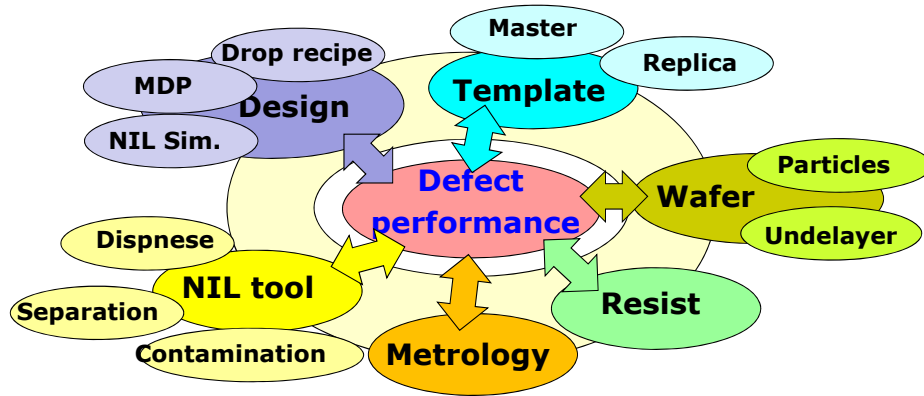 Master
Drop recipe
Replica
MDP
Template
Design
NIL Sim.
Particles
Defect
performance
Wafer
Undelayer
Dispnese
NIL tool
Resist
Separation
Contamination
Metrology